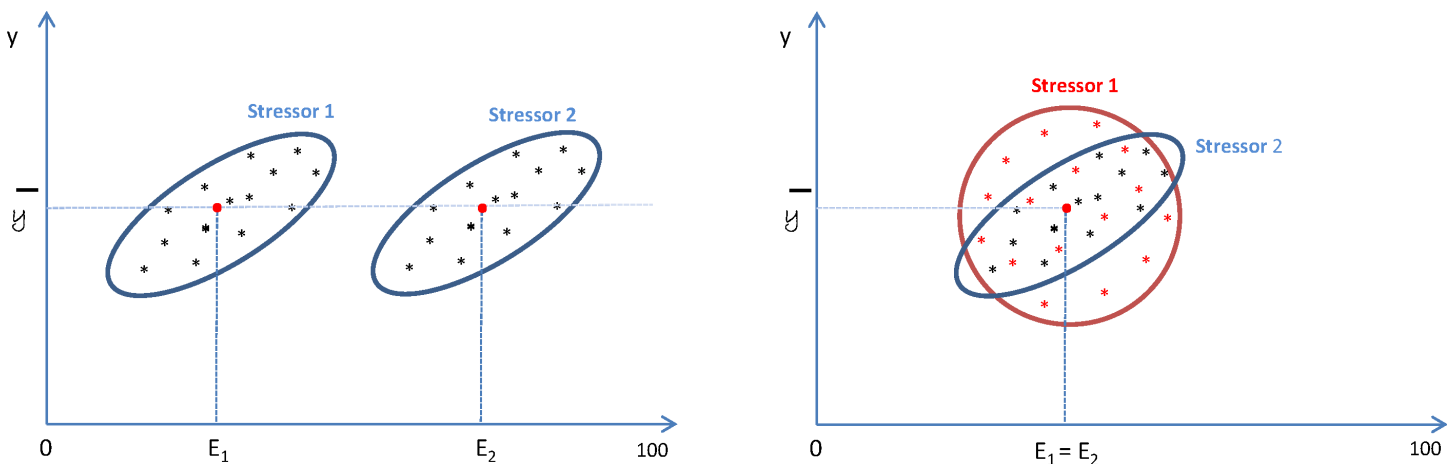 y
Stressor 1
Stressor 2
y̅
0
E₁
E₂
100
y
Stressor 1
Stressor 2
y̅
0
E₁ = E₂
100